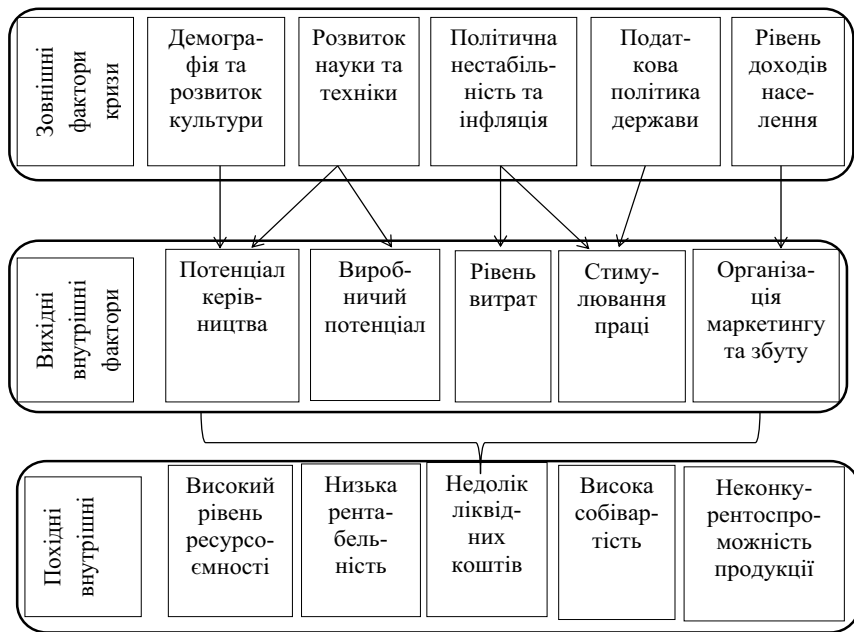 Зовнішні
фактори
кризи
Демогра-
фія та
розвиток
культури
Розвиток
науки та
техніки
Політична
нестабіль-
ність та
інфляція
Подат-
кова
політика
держави
Рівень
доходів
насе-
лення
Вихідні
внутрішні
фактори
Потенціал
керів-
ництва
Вироб-
ничий
потенціал
Рівень
витрат
Стиму-
лювання
праці
Організа-
ція
маркетингу
та збуту
Похідні
внутрішні
Високий
рівень
ресурсо-
ємності
Низька
рента-
бель-
ність
Недолік
ліквід-
них
коштів
Висока
собівар-
тість
Неконку-
рентоспро-
можність
продукції